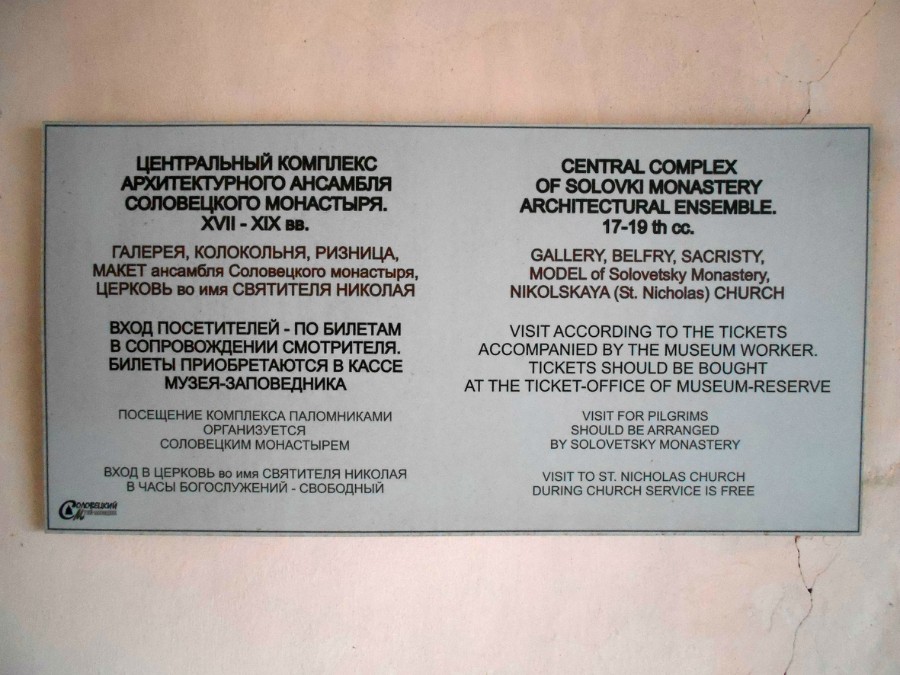 ЦЕНТРАЛЬНЫЙ КОМПЛЕКС
АРХИТЕКТУРНОГО АНСАМБЛЯ
СОЛОВЕЦКОГО МОНАСТЫРЯ.
XVII - XIX вв.
ГАЛЕРЕЯ, КОЛОКОЛЬНЯ, РИЗНИЦА,
МАКЕТ ансамбля Соловецкого монастыря,
ЦЕРКОВЬ во имя СВЯТИТЕЛЯ НИКОЛАЯ
ВХОД ПОСЕТИТЕЛЕЙ - ПО БИЛЕТАМ
В СОПРОВОЖДЕНИИ СМОТРИТЕЛЯ.
БИЛЕТЫ ПРИОБРЕТАЮТСЯ В КАССЕ
МУЗЕЯ-ЗАПОВЕДНИКА
ПОСЕЩЕНИЕ КОМПЛЕКСА ПАЛОМНИКАМИ
ОРГАНИЗУЕТСЯ
СОЛОВЕЦКИМ МОНАСТЫРЕМ
ВХОД В ЦЕРКОВЬ во имя СВЯТИТЕЛЯ НИКОЛАЯ
В ЧАСЫ БОГОСЛУЖЕНИЙ - СВОБОДНЫЙ
СОЛОВЕЦКИЙ
CENTRAL COMPLEX
OF SOLOVKI MONASTERY
ARCHITECTURAL ENSEMBLE.
17-19 th cc.
GALLERY, BELFRY, SACRISTY,
MODEL of Solovetsky Monastery,
NIKOLSKAYA (St. Nicholas) CHURCH
VISIT ACCORDING TO THE TICKETS
ACCOMPANIED BY THE MUSEUM WORKER.
TICKETS SHOULD BE BOUGHT
AT THE TICKET-OFFICE OF MUSEUM-RESERVE
VISIT FOR PILGRIMS
SHOULD BE ARRANGED
BY SOLOVETSKY MONASTERY
VISIT TO ST. NICHOLAS CHURCH
DURING CHURCH SERVICE IS FREE